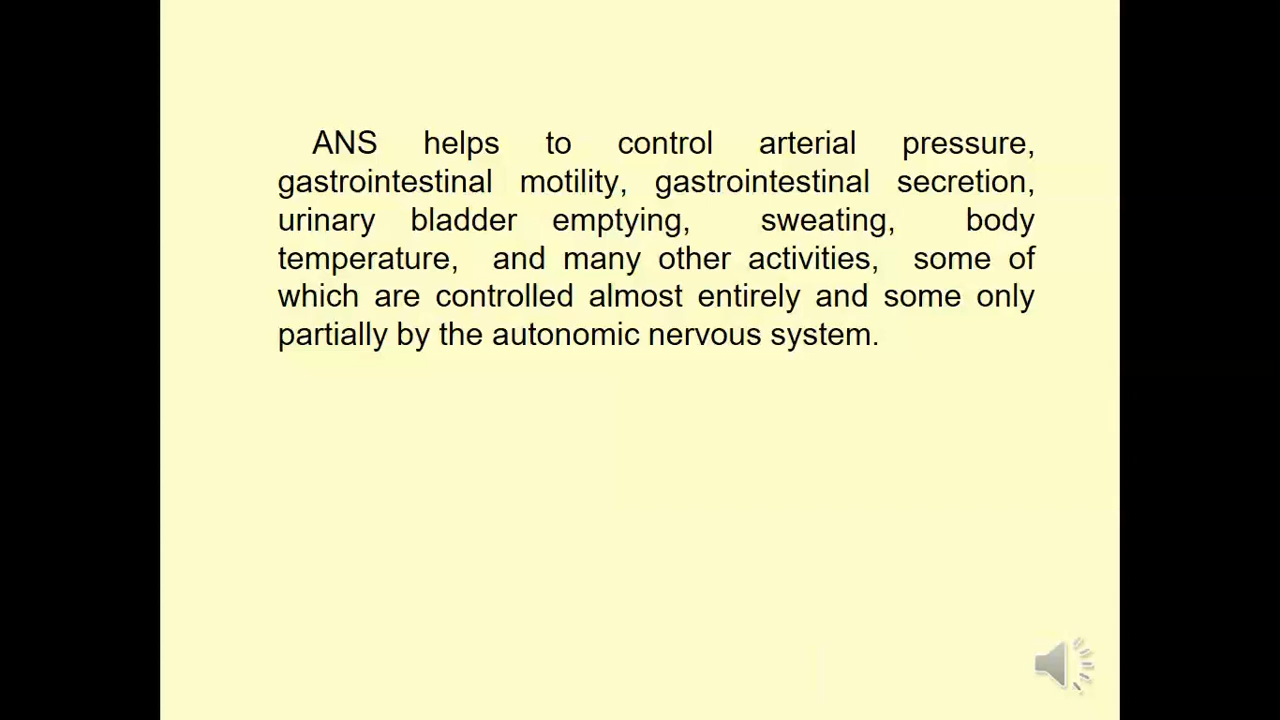 ANS helps to control arterial pressure,
gastrointestinal motility, gastrointestinal secretion,
urinary bladder emptying, sweating, body
temperature, and many other activities, some of
which are controlled almost entirely and some only
partially by the autonomic nervous system.